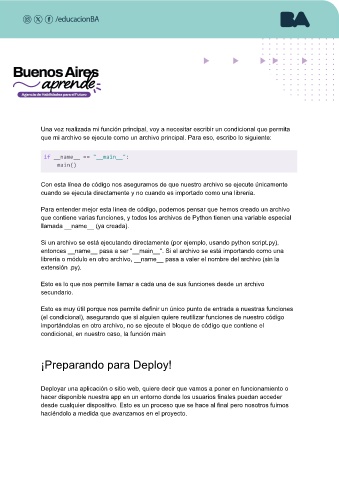 /educacionBA
BA
Buenos Aires
aprende
Agencia de Habilidades para el Futuro
Una vez realizada mi función principal, voy a necesitar escribir un condicional que permita
que mi archivo se ejecute como un archivo principal. Para eso, escribo lo siguiente:
if __name__ == "__main__":
main()
Con esta línea de código nos aseguramos de que nuestro archivo se ejecute únicamente
cuando se ejecuta directamente y no cuando es importado como una librería.
Para entender mejor esta línea de código, podemos pensar que hemos creado un archivo
que contiene varias funciones, y todos los archivos de Python tienen una variable especial
llamada __name__ (ya creada).
Si un archivo se está ejecutando directamente (por ejemplo, usando python script.py),
entonces __name__ pasa a ser "__main__". Si el archivo se está importando como una
librería o módulo en otro archivo, __name__ pasa a valer el nombre del archivo (sin la
extensión .py).
Esto es lo que nos permite llamar a cada una de sus funciones desde un archivo
secundario.
Esto es muy útil porque nos permite definir un único punto de entrada a nuestras funciones
(el condicional), asegurando que si alguien quiere reutilizar funciones de nuestro código
importándolas en otro archivo, no se ejecute el bloque de código que contiene el
condicional, en nuestro caso, la función main
¡Preparando para Deploy!
Deployar una aplicación o sitio web, quiere decir que vamos a poner en funcionamiento o
hacer disponible nuestra app en un entorno donde los usuarios finales puedan acceder
desde cualquier dispositivo. Esto es un proceso que se hace al final pero nosotros fuimos
haciéndolo a medida que avanzamos en el proyecto.